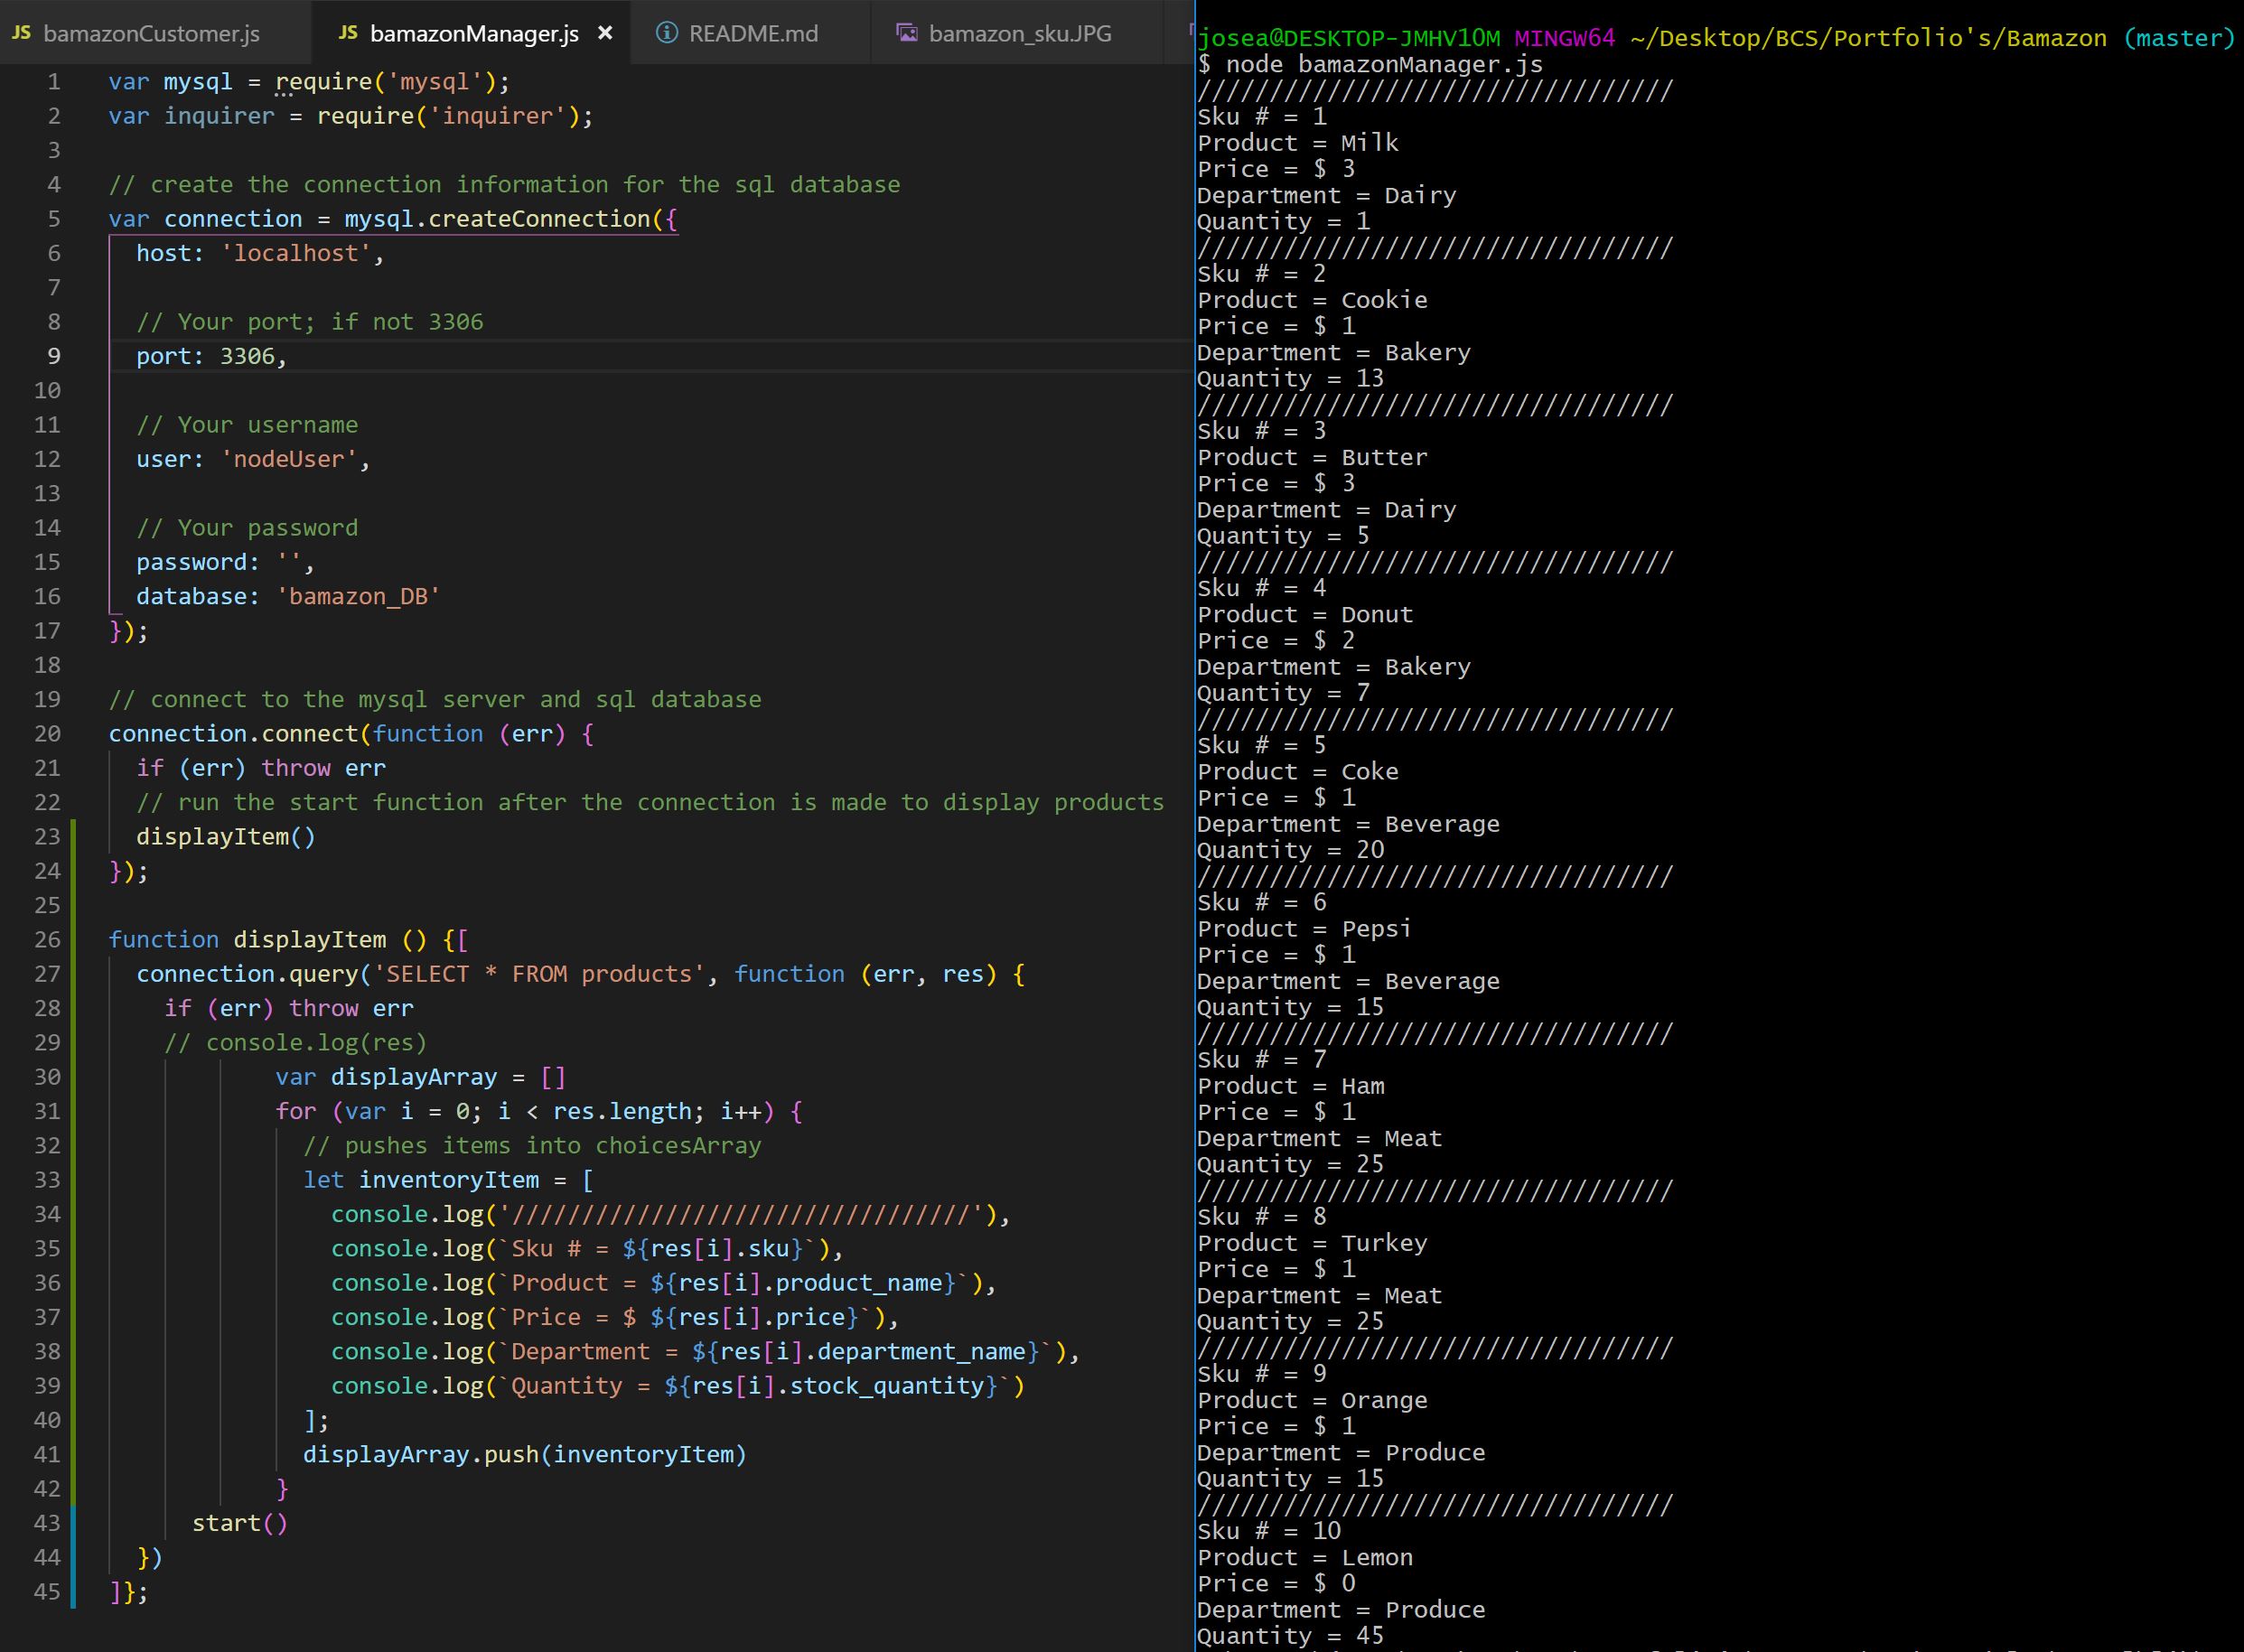 JS bamazonCustomer.js
JS bamazonManager.js ×
README.md
bamazon_sku.JPG
1 var mysql = require('mysql');
2 var inquirer = require('inquirer');
3
4 // create the connection information for the sql database
5 var connection = mysql.createConnection({
6 host: 'localhost',
7
8 // Your port; if not 3306
9 port: 3306,
10
11 // Your username
12 user: 'nodeUser',
13
14 // Your password
15 password: '',
16 database: 'bamazon_DB'
17 });
18
19 // connect to the mysql server and sql database
20 connection.connect(function (err) {
21 if (err) throw err
22 // run the start function after the connection is made to display products
23 displayItem()
24 });
25
26 function displayItem () {[
27 connection.query('SELECT * FROM products', function (err, res) {
28 if (err) throw err
29 // console.log(res)
30 var displayArray = []
31 for (var i = 0; i < res.length; i++) {
32 // pushes items into choicesArray
33 let inventoryItem = [
34 console.log('/////////////////////////////////'),
35 console.log(`Sku # = ${res[i].sku}`),
36 console.log(`Product = ${res[i].product_name}`),
37 console.log(`Price = $ ${res[i].price}`),
38 console.log(`Department = ${res[i].department_name}`),
39 console.log(`Quantity = ${res[i].stock_quantity}`)
40 ];
41 displayArray.push(inventoryItem)
42 }
43 start()
44 })
45 ]};
josea@DESKTOP-JMHV10M MINGW64 ~/Desktop/BCS/Portfolio's/Bamazon (master)
$ node bamazonManager.js
/////////////////////////////////
Sku # = 1
Product = Milk
Price = $ 3
Department = Dairy
Quantity = 1
/////////////////////////////////
Sku # = 2
Product = Cookie
Price = $ 1
Department = Bakery
Quantity = 13
/////////////////////////////////
Sku # = 3
Product = Butter
Price = $ 3
Department = Dairy
Quantity = 5
/////////////////////////////////
Sku # = 4
Product = Donut
Price = $ 2
Department = Bakery
Quantity = 7
/////////////////////////////////
Sku # = 5
Product = Coke
Price = $ 1
Department = Beverage
Quantity = 20
/////////////////////////////////
Sku # = 6
Product = Pepsi
Price = $ 1
Department = Beverage
Quantity = 15
/////////////////////////////////
Sku # = 7
Product = Ham
Price = $ 1
Department = Meat
Quantity = 25
/////////////////////////////////
Sku # = 8
Product = Turkey
Price = $ 1
Department = Meat
Quantity = 25
/////////////////////////////////
Sku # = 9
Product = Orange
Price = $ 1
Department = Produce
Quantity = 15
/////////////////////////////////
Sku # = 10
Product = Lemon
Price = $ 0
Department = Produce
Quantity = 45